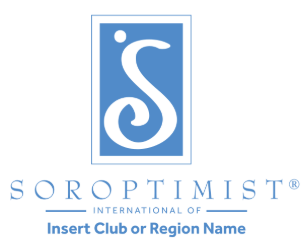 S
SOROPTIMIST®
INTERNATIONAL OF
Insert Club or Region Name